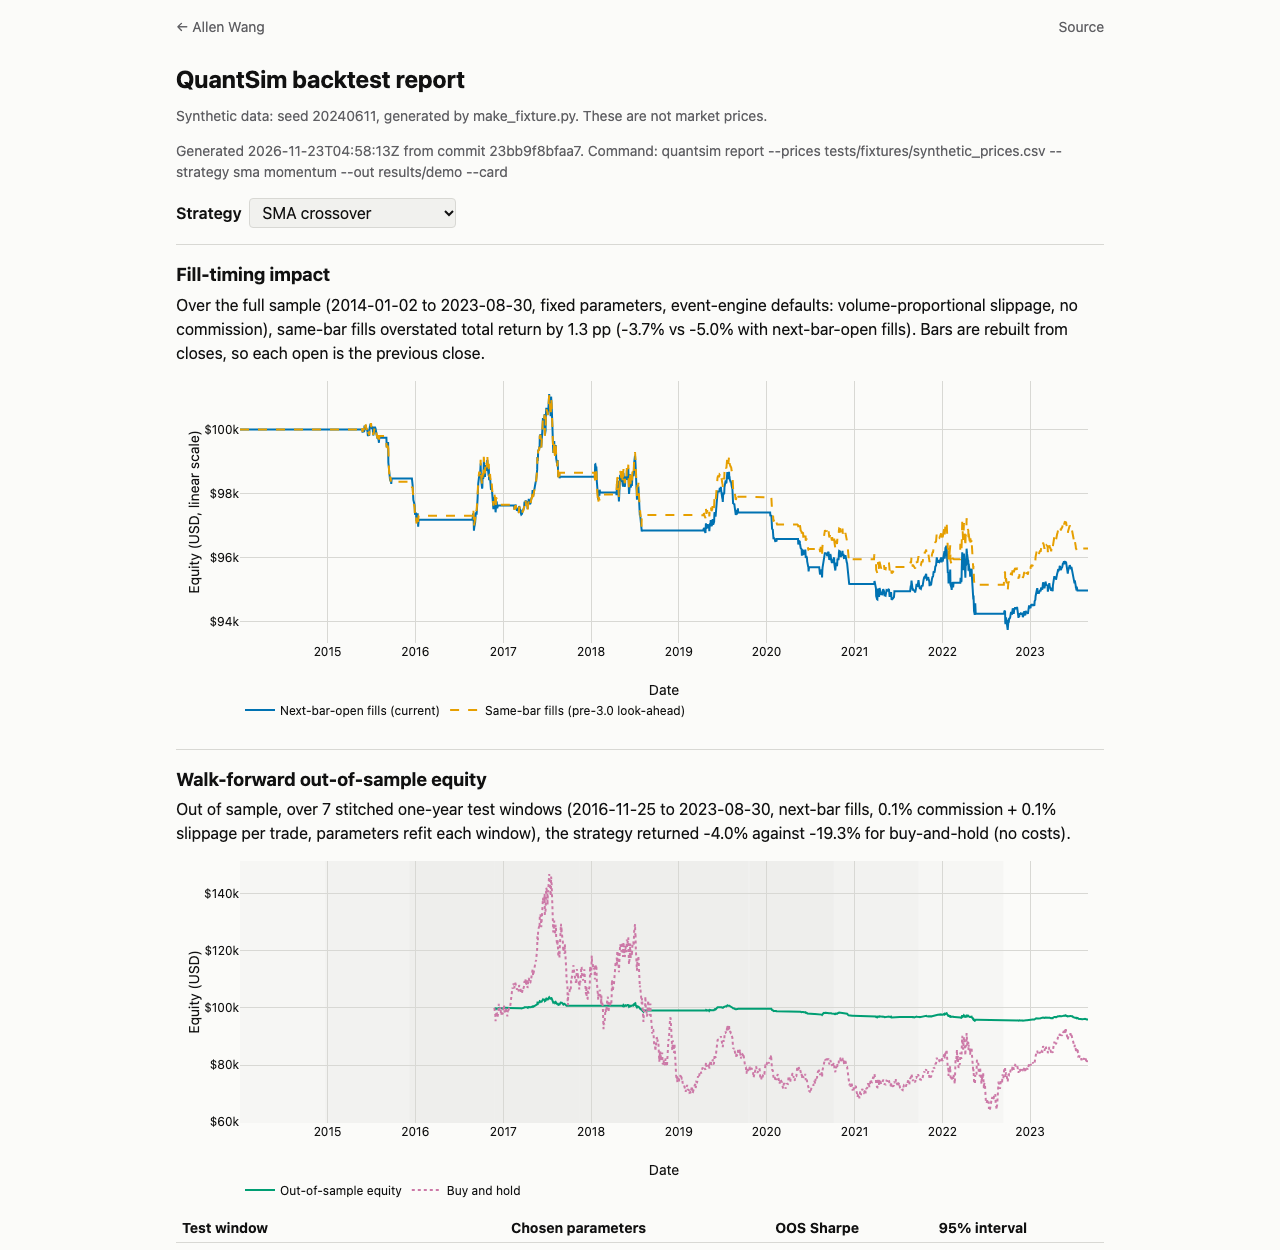 ← Allen Wang
Source
QuantSim backtest report
Synthetic data: seed 20240611, generated by make_fixture.py. These are not market prices.
Generated 2026-11-23T04:58:13Z from commit 23bb9f8bfaa7. Command: quantsim report --prices tests/fixtures/synthetic_prices.csv --
strategy sma momentum --out results/demo --card
Strategy
SMA crossover
Fill-timing impact
Over the full sample (2014-01-02 to 2023-08-30, fixed parameters, event-engine defaults: volume-proportional slippage, no
commission), same-bar fills overstated total return by 1.3 pp (-3.7% vs -5.0% with next-bar-open fills). Bars are rebuilt from
closes, so each open is the previous close.
Equity (USD, linear scale)
$100k
$98k
$96k
$94k
2015
2016
2017
2018
2019
2020
2021
2022
2023
Date
Next-bar-open fills (current)
Same-bar fills (pre-3.0 look-ahead)
Walk-forward out-of-sample equity
Out of sample, over 7 stitched one-year test windows (2016-11-25 to 2023-08-30, next-bar fills, 0.1% commission + 0.1%
slippage per trade, parameters refit each window), the strategy returned -4.0% against -19.3% for buy-and-hold (no costs).
Equity (USD)
$140k
$120k
$100k
$80k
$60k
2015
2016
2017
2018
2019
2020
2021
2022
2023
Date
Out-of-sample equity
Buy and hold
Test window
Chosen parameters
OOS Sharpe
95% interval